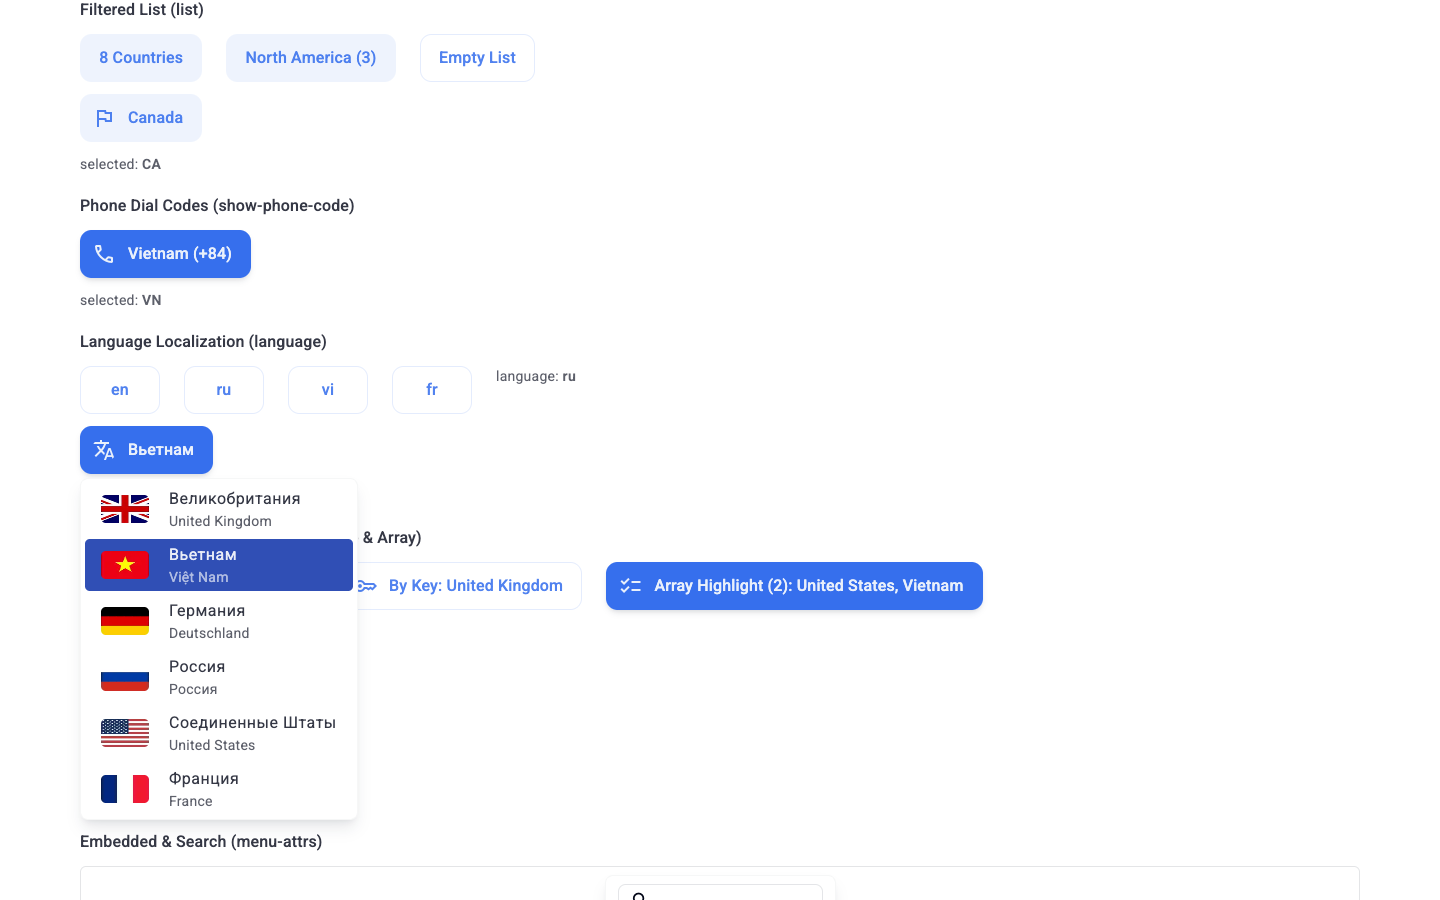 Filtered List (list)
8 Countries
North America (3)
Empty List
Canada
selected: CA
Phone Dial Codes (show-phone-code)
Vietnam (+84)
selected: VN
Language Localization (language)
en
ru
vi
fr
language: ru
Вьетнам
Великобритания
United Kingdom
& Array)
Вьетнам
Việt Nam
By Key: United Kingdom
Array Highlight (2): United States, Vietnam
Германия
Deutschland
Россия
Россия
Соединенные Штаты
United States
Франция
France
Embedded & Search (menu-attrs)